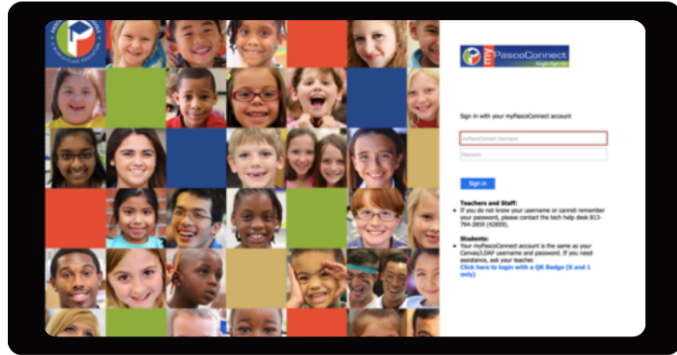 myPascoConnect
Single Sign-On
Sign in with your myPascoConnect account
myPascoConnect Username
Password
Sign in
Teachers and Staff:
• If you do not know your username or cannot remember
your password, please contact the tech help desk 813-
794-2859 (42859).
Students:
• Your myPascoConnect account is the same as your
Canvas/LDAP username and password. If you need
assistance, ask your teacher.
Click here to login with a QR Badge (K and 1
only)